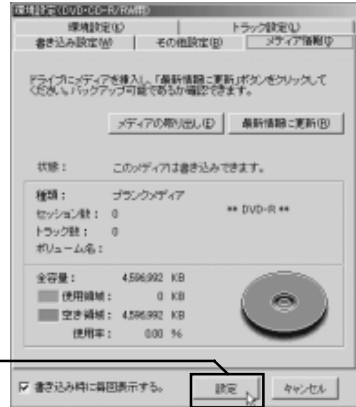 環境設定(DVD・CD-R/RW用)
環境設定(K)
トラック設定(L)
書き込み設定(W)
その他設定(B)
メディア情報(I)
ドライブにメディアを挿入し、「最新情報に更新」ボタンをクリックして
ください。バックアップ可能であるか確認できます。
メディアの取り出し(E)
最新情報に更新(R)
状態： このメディアは書き込みできます。
種類： ブランクメディア
セッション数： 0
** DVD-R **
トラック数： 0
ボリューム名：
全容量： 4,596,992 KB
使用領域： 0 KB
空き領域： 4,596,992 KB
使用率： 0.00 %
書き込み時に毎回表示する。
設定
キャンセル